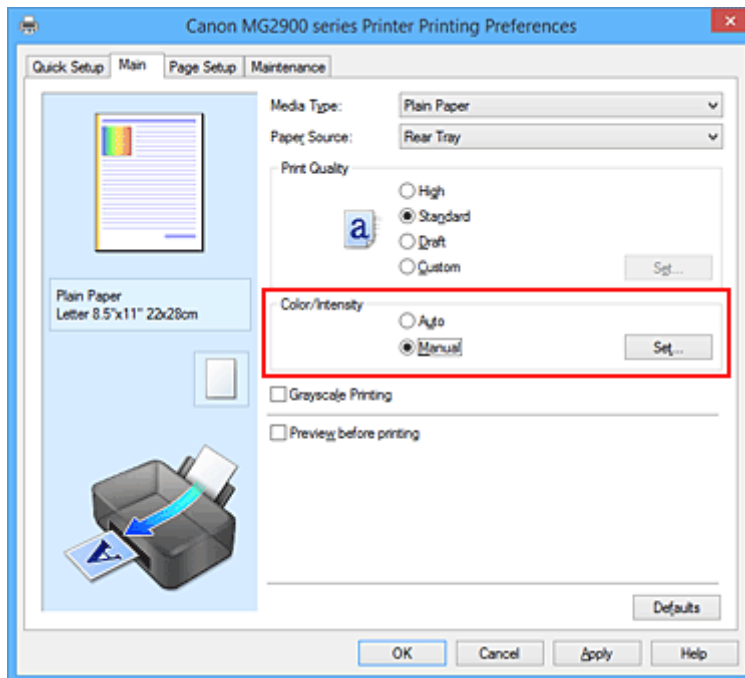 Canon MG2900 series Printer Printing Preferences
Quick Setup Main Page Setup Maintenance
Media Type: Plain Paper
Paper Source: Rear Tray
Print Quality
High
a Standard
Draft
Custom Set...
Plain Paper
Letter 8.5"x11" 22x28cm
Color/Intensity
Auto
Manual Set...
Grayscale Printing
Preview before printing
A
Defaults
OK Cancel Apply Help